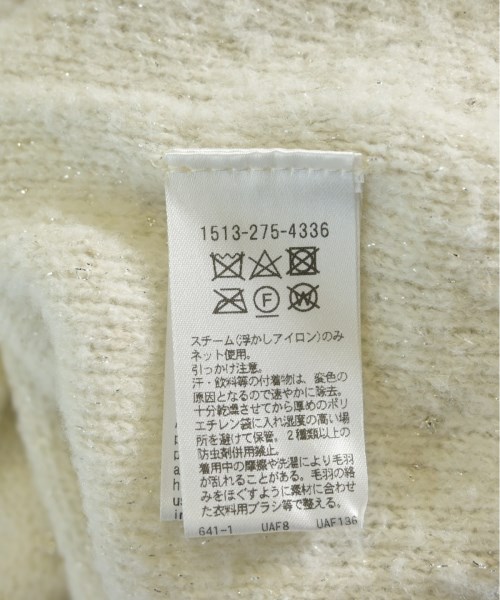 1513-275-4336
F
W
スチーム(浮かしアイロン)のみ
ネット使用。
引っかけ注意。
汗・飲料等の付着物は、変色の
原因となるので速やかに除去。
十分乾燥させてから厚めのポリ
エチレン袋に入れ湿度の高い場
所を避けて保管。2種類以上の
防虫剤併用禁止。
着用中の摩擦や洗濯により毛羽
が乱れることがある。毛羽の絡
みをほぐすように素材に合わせ
た衣料用ブラシ等で整える。
641-1 UAF8 UAF136